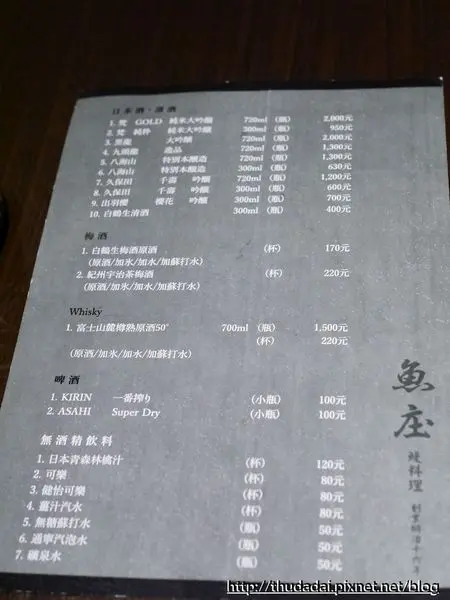 日本酒・清酒
1. 梵 GOLD 純米大吟釀 720ml (瓶) 2,000元
2. 梵 純粋 純米大吟釀 300ml (瓶) 950元
3. 黑龍 大吟釀 720ml (瓶) 2,000元
4. 九頭龍 逸品 720ml (瓶) 1,300元
5. 八海山 特別本釀造 720ml (瓶) 1,300元
6. 八海山 特別本釀造 300ml (瓶) 630元
7. 久保田 千壽 吟釀 720ml (瓶) 1,200元
8. 久保田 千壽 吟釀 300ml (瓶) 600元
9. 出羽櫻 櫻花 吟釀 300ml (瓶) 700元
10. 白鶴生清酒 300ml (瓶) 400元
梅酒
1. 白鶴生梅酒原酒 (杯) 170元
(原酒/加氷/加水/加蘇打水)
2. 紀州宇治茶梅酒 (杯) 220元
(原酒/加氷/加水/加蘇打水)
Whisky
1. 富士山麓樽熟原酒50° 700ml (瓶) 1,500元
(杯) 220元
(原酒/加氷/加水/加蘇打水)
啤酒
1. KIRIN 一番搾り (小瓶) 100元
2. ASAHI Super Dry (小瓶) 100元
無酒精飲料
1. 日本青森林檎汁 (杯) 120元
2. 可樂 (杯) 80元
3. 健怡可樂 (杯) 80元
4. 薑汁汽水 (杯) 80元
5. 無糖蘇打水 (瓶) 50元
6. 通寧汽泡水 (瓶) 50元
7. 礦泉水 (瓶) 50元
魚庄
鰻料理
創業明治十六年
http://thudadai.pixnet.net/blog